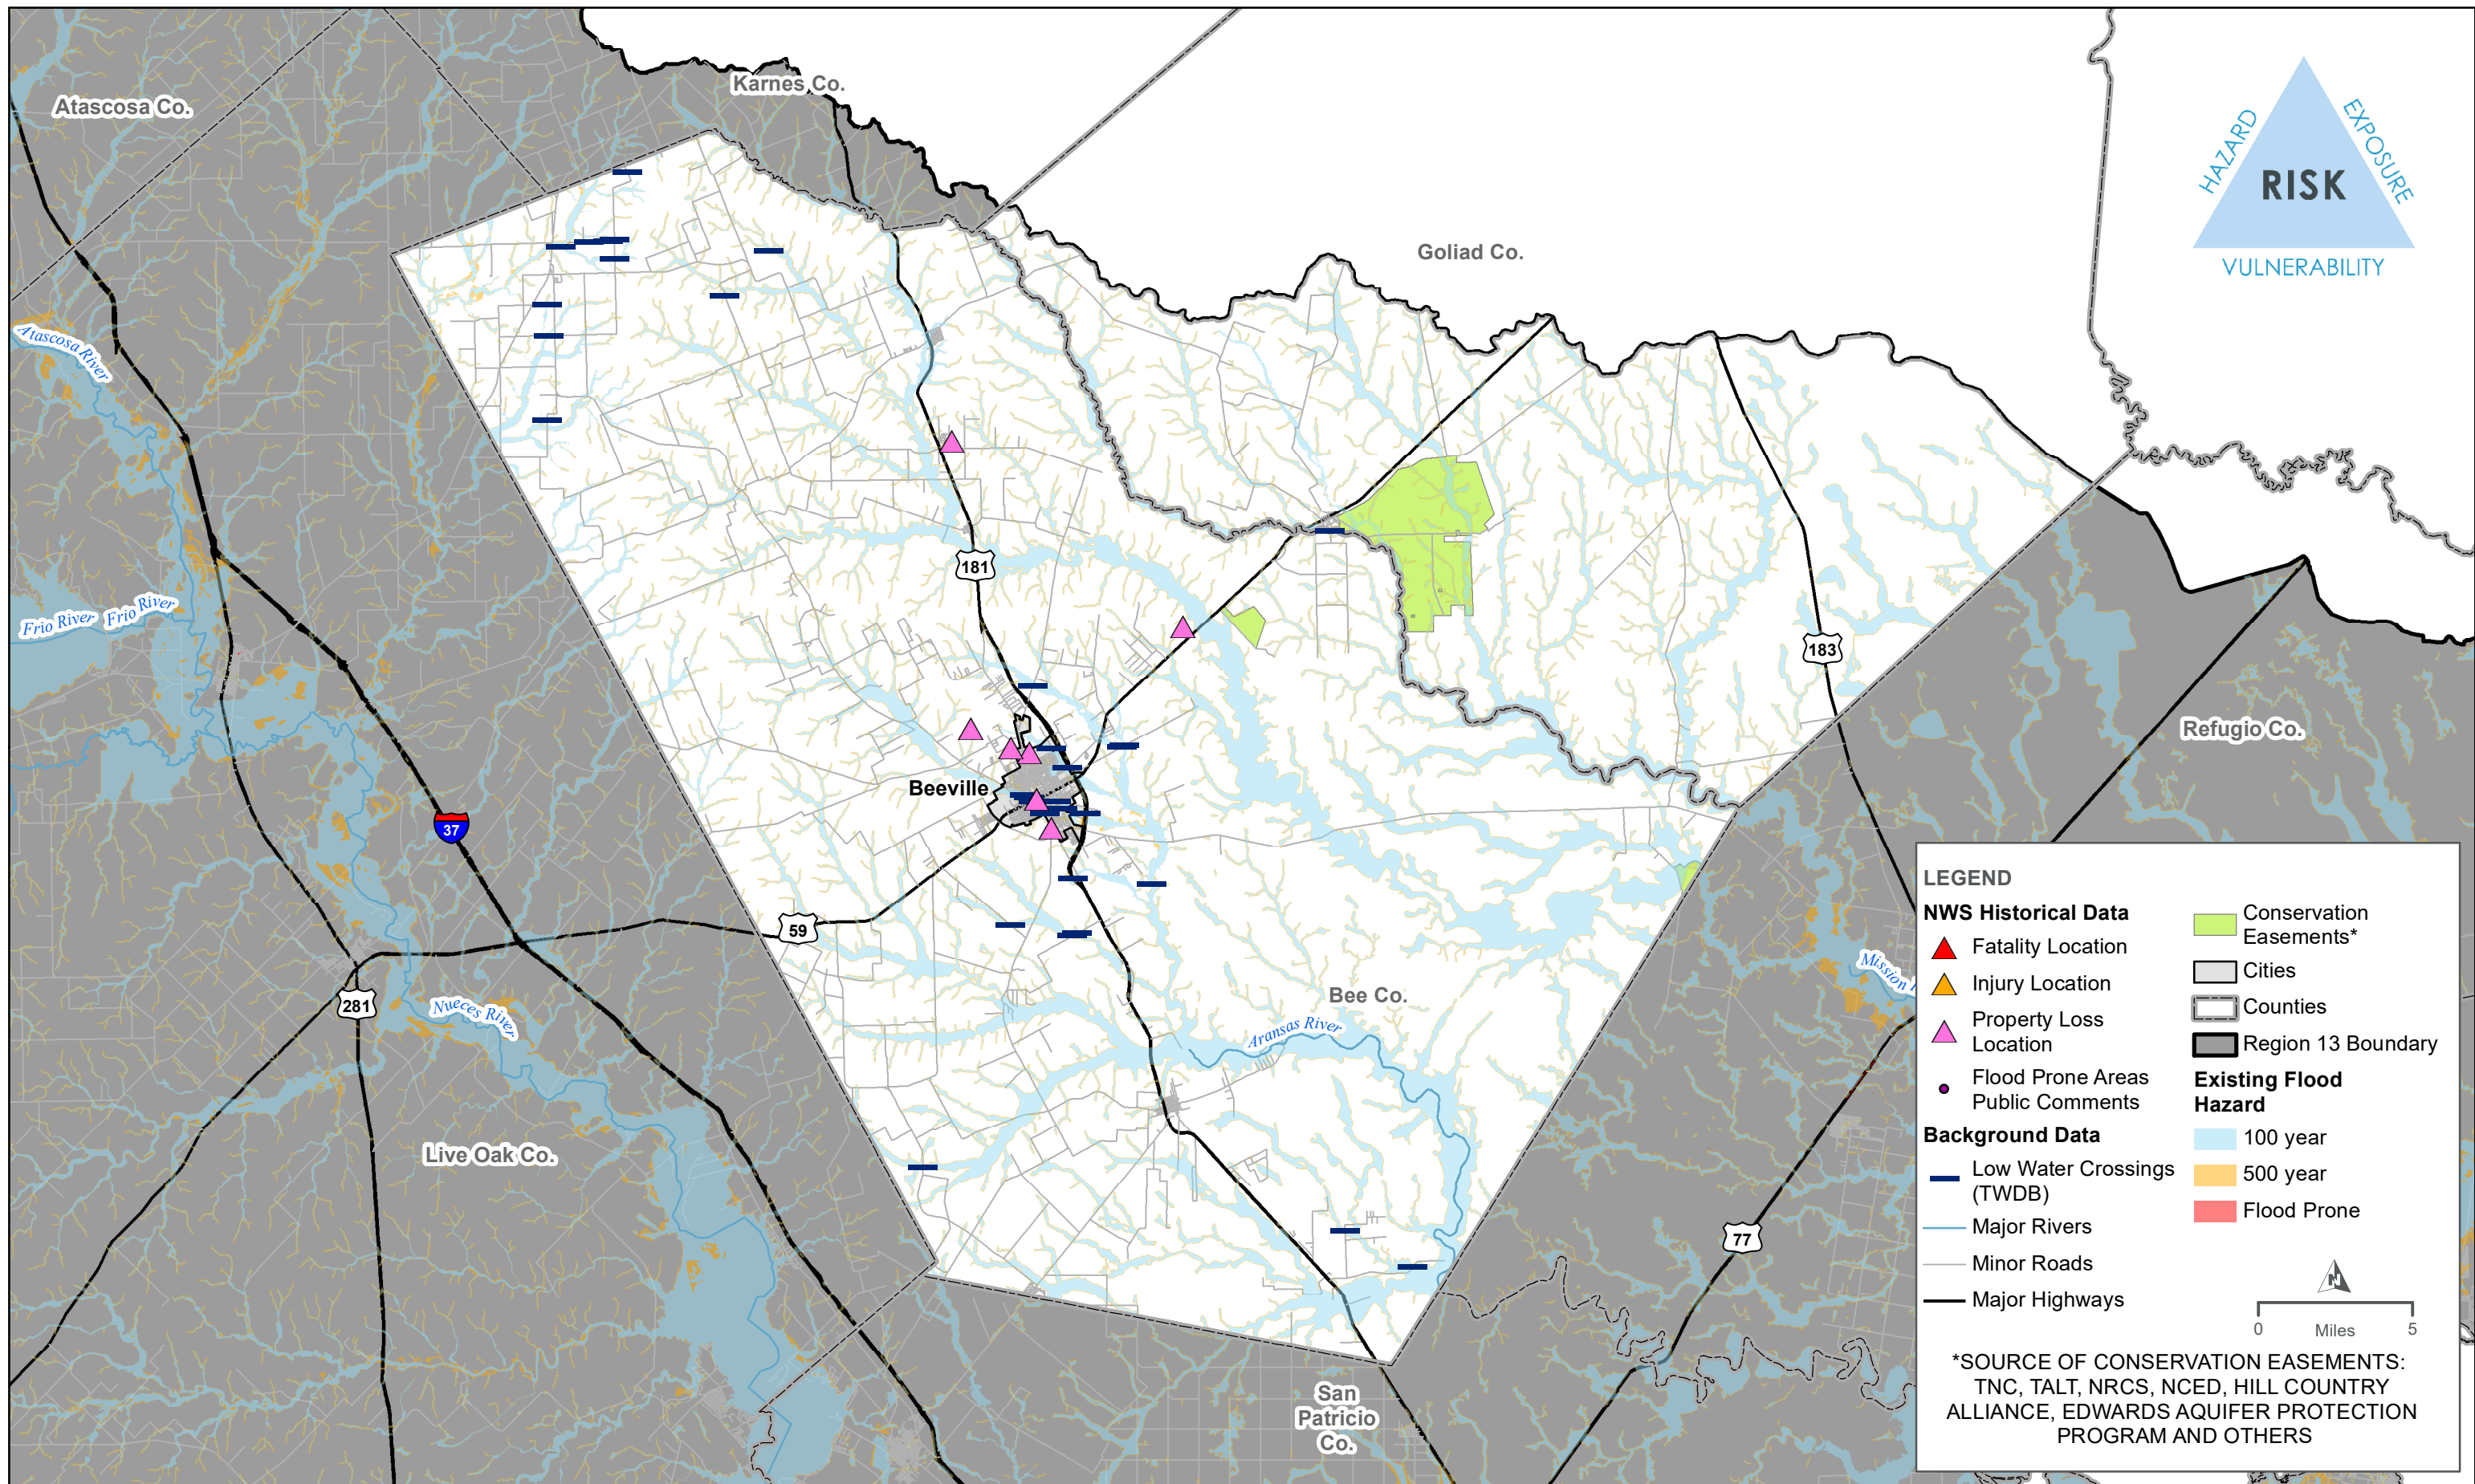 Atascosa Co.
Karnes Co.
Goliad Co.
HAZARD
EXPOSURE
RISK
VULNERABILITY
Atascosa River
Frio River
Frio River
181
183
Refugio Co.
Beeville
37
59
281
Nueces River
Bee Co.
Aransas River
Mission
Live Oak Co.
77
San
Patricio
Co.
LEGEND
NWS Historical Data
Fatality Location
Injury Location
Property Loss
Location
Flood Prone Areas
Public Comments
Background Data
Low Water Crossings
(TWDB)
Major Rivers
Minor Roads
Major Highways
Conservation
Easements*
Cities
Counties
Region 13 Boundary
Existing Flood
Hazard
100 year
500 year
Flood Prone
N
0 Miles 5
*SOURCE OF CONSERVATION EASEMENTS:
TNC, TALT, NRCS, NCED, HILL COUNTRY
ALLIANCE, EDWARDS AQUIFER PROTECTION
PROGRAM AND OTHERS